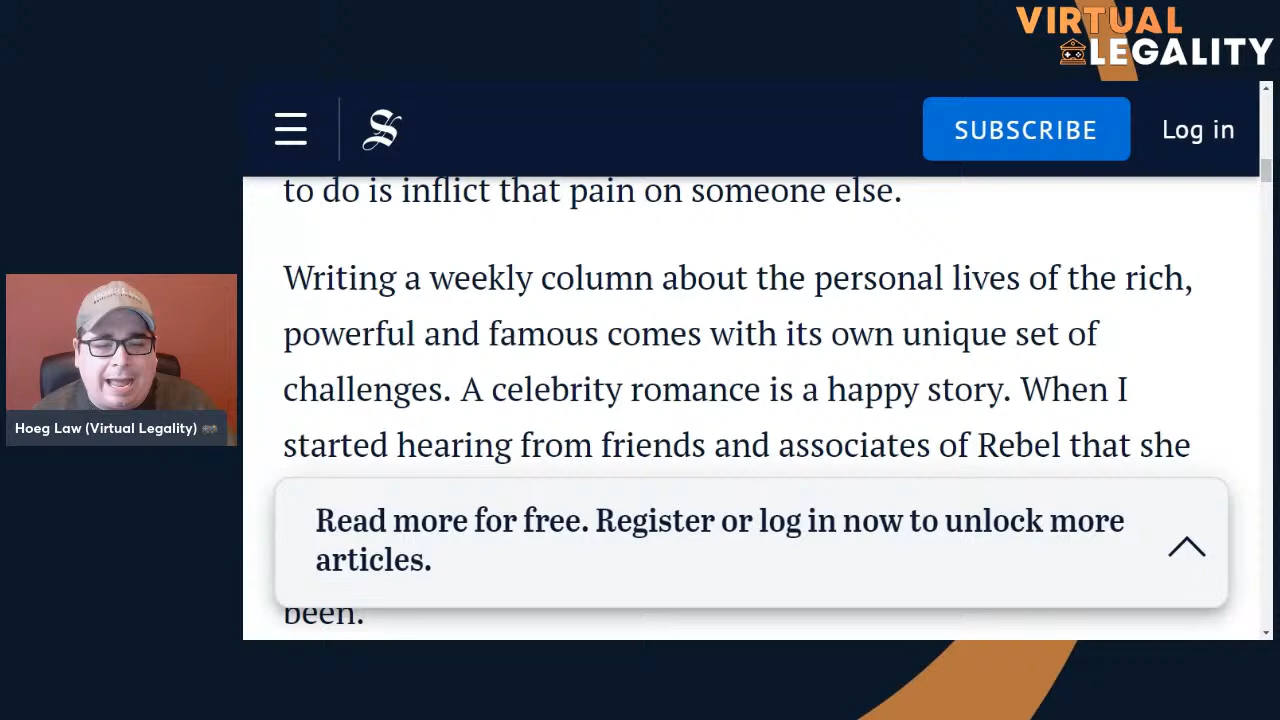 VIRTUAL
LEGALITY
S
SUBSCRIBE
Log in
to do is inflict that pain on someone else.
Writing a weekly column about the personal lives of the rich,
powerful and famous comes with its own unique set of
challenges. A celebrity romance is a happy story. When I
started hearing from friends and associates of Rebel that she
Read more for free. Register or log in now to unlock more
articles.
been.
Hoeg Law (Virtual Legality)